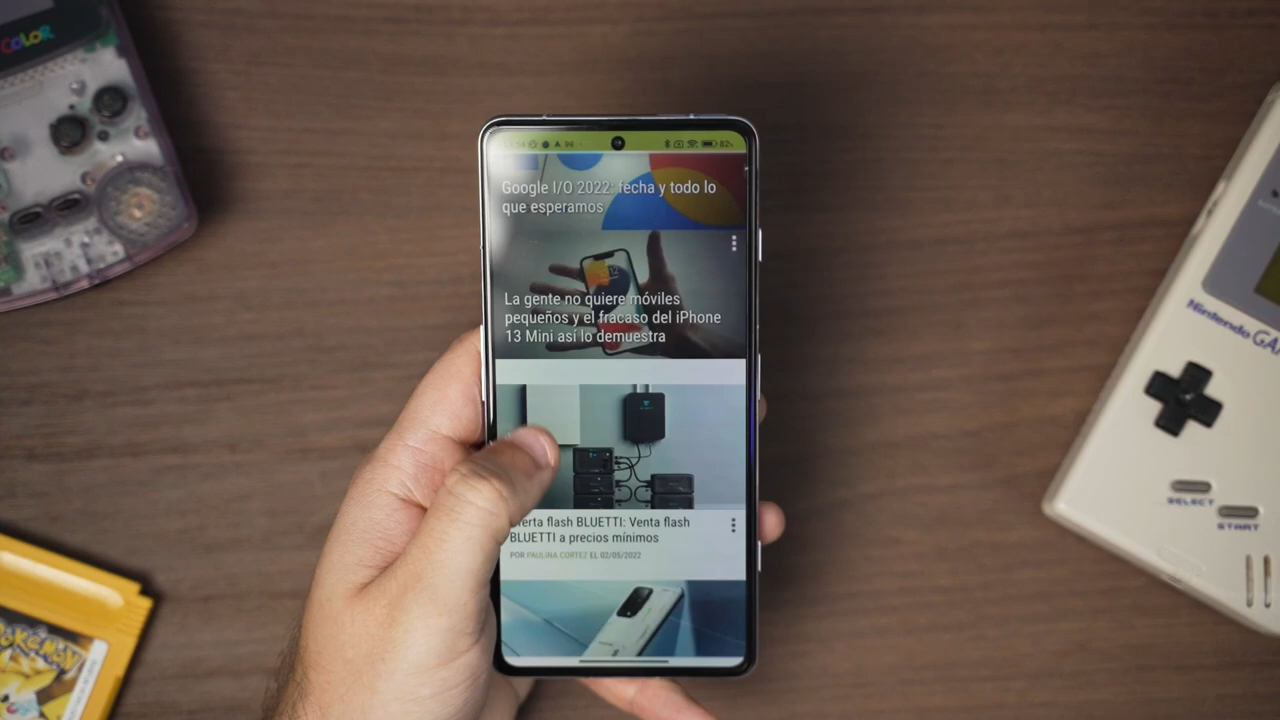 COLOR
82%
Google I/O 2022: fecha y todo lo
que esperamos
La gente no quiere móviles
pequeños y el fracaso del iPhone
13 Mini así lo demuestra
flash BLUETTI: Venta flash
BLUETTI a precios mínimos
POR PAULINA CORTEZ EL 02/05/2022
Nintendo
SELECT
START
POKÉMON